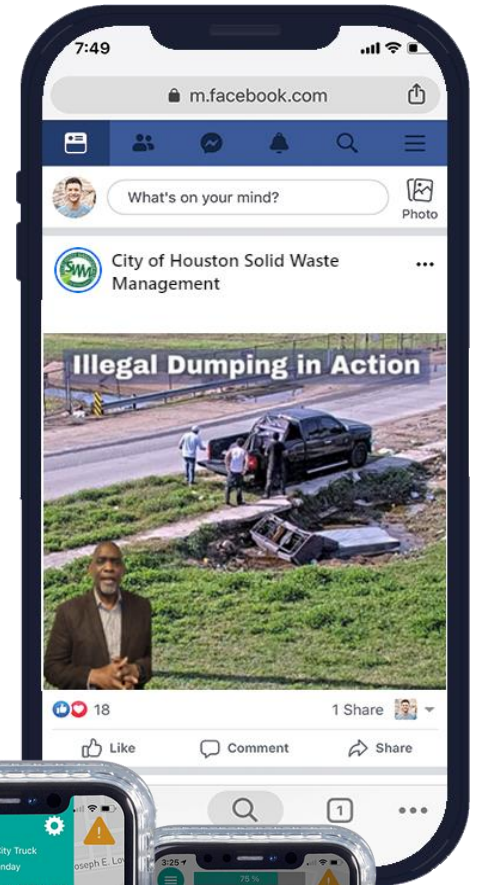 7:49
m.facebook.com
What's on your mind?
Photo
SWM
City of Houston Solid Waste
Management
Illegal Dumping in Action
18
1 Share
Like
Comment
Share
1
City Truck
nday
oseph E. Lo
3:25
75 %